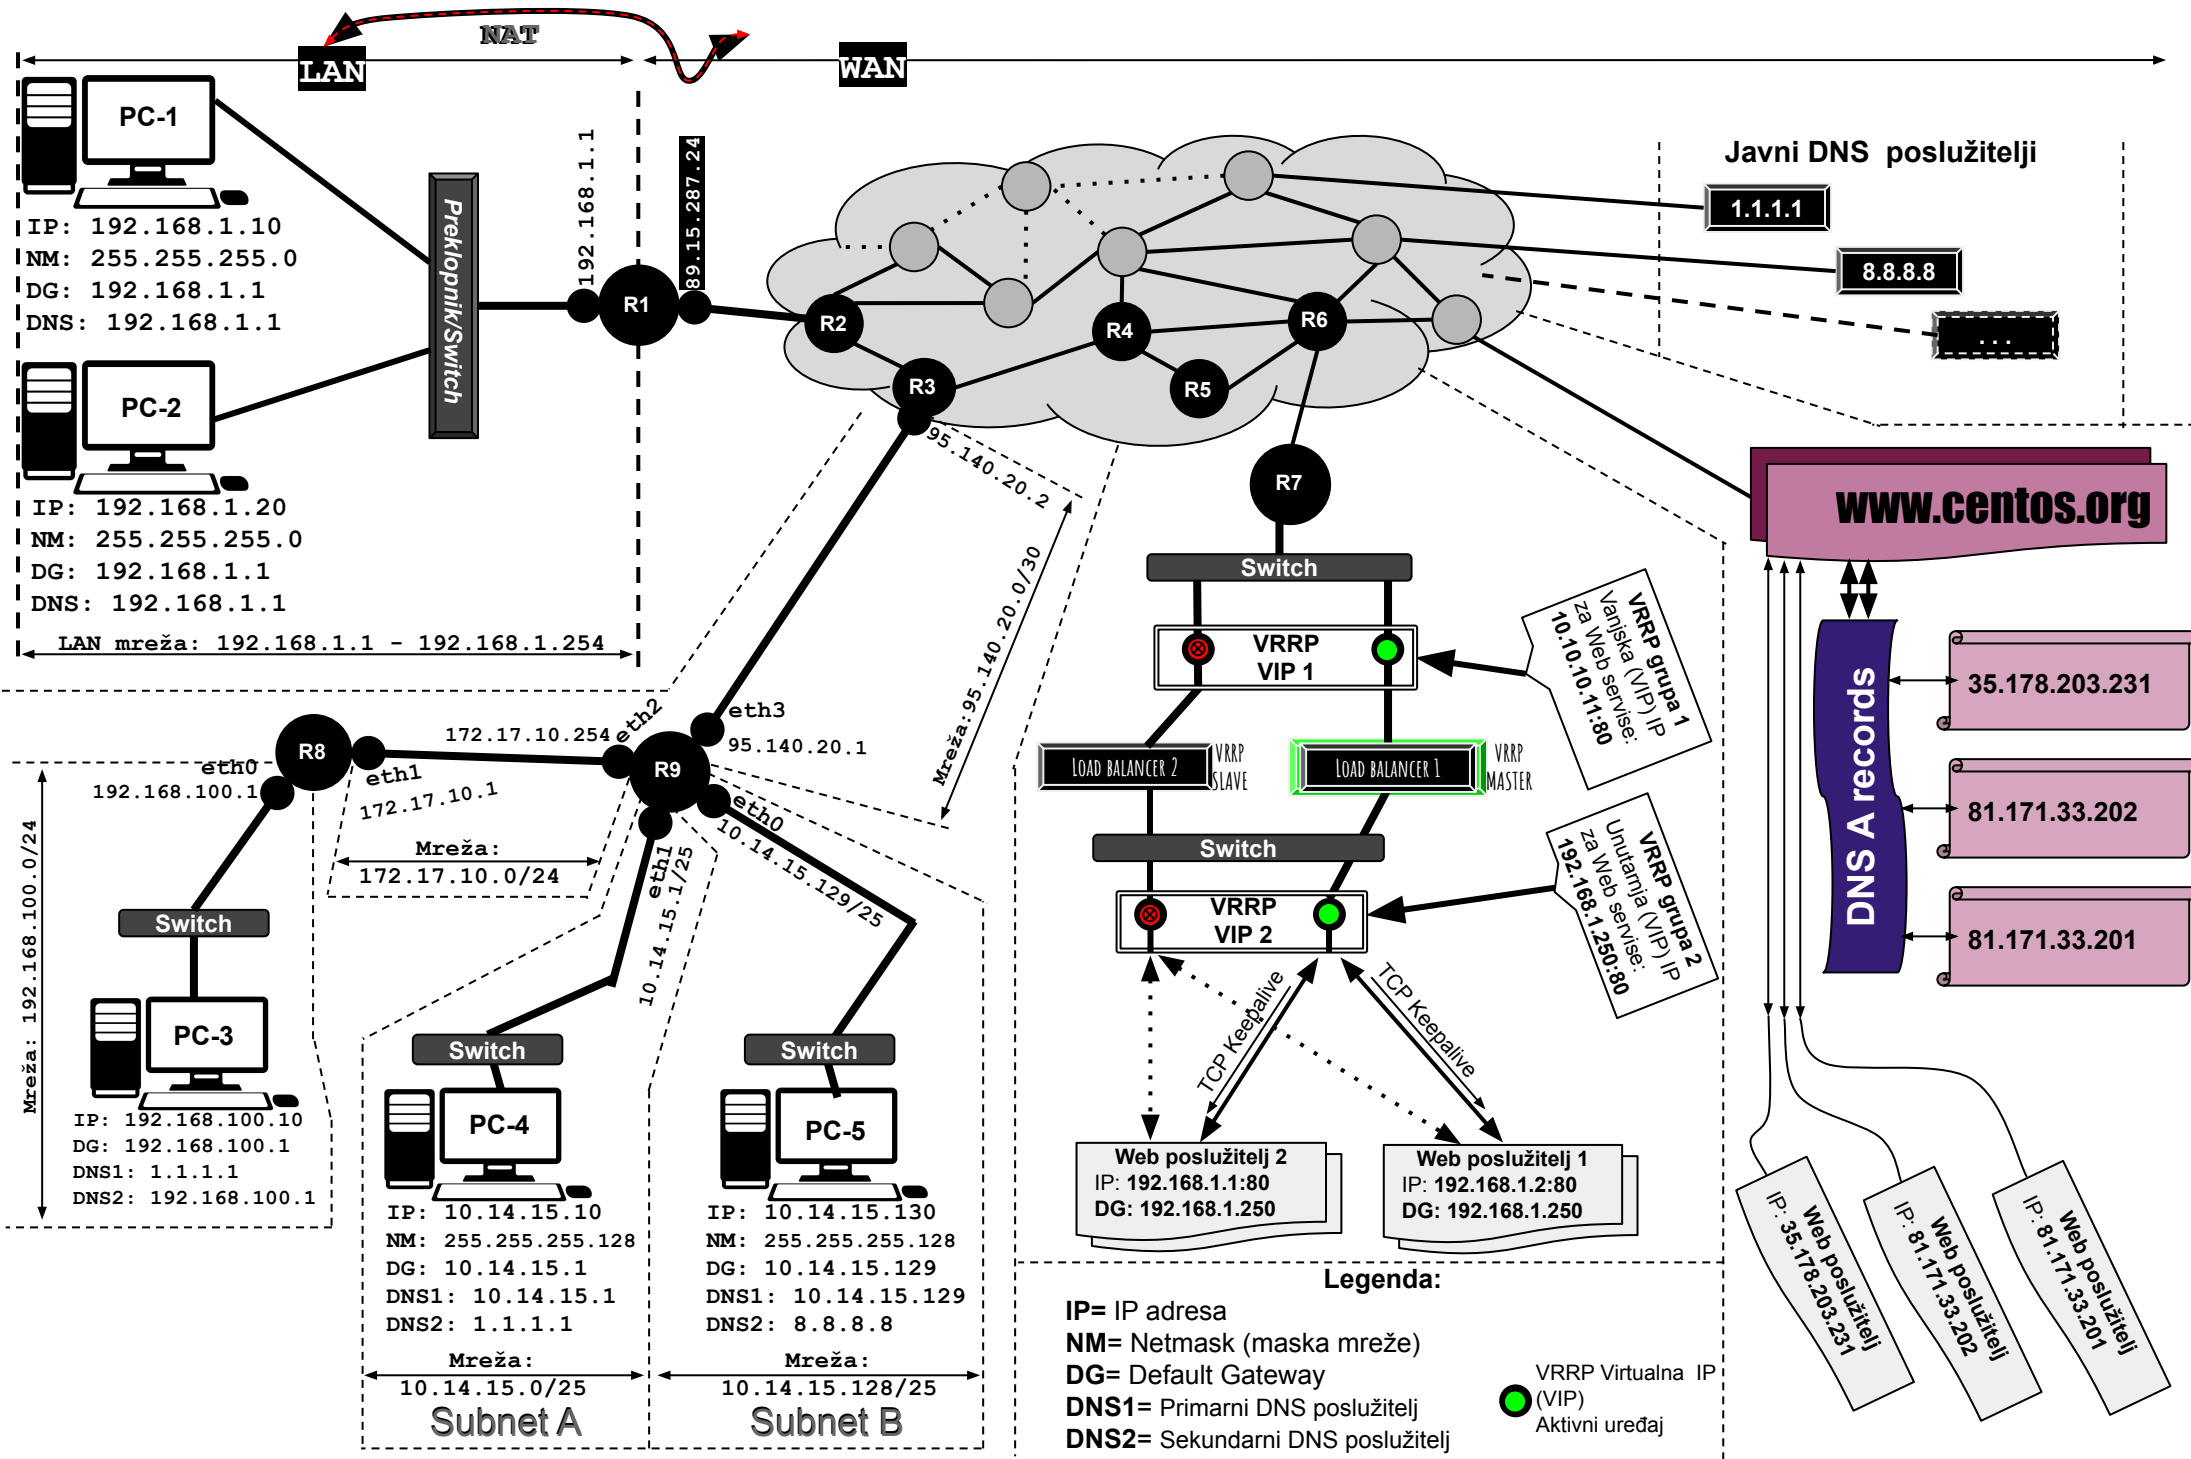 NAT
LAN
WAN
PC-1
IP: 192.168.1.10
NM: 255.255.255.0
DG: 192.168.1.1
DNS: 192.168.1.1
PC-2
IP: 192.168.1.20
NM: 255.255.255.0
DG: 192.168.1.1
DNS: 192.168.1.1
LAN mreža: 192.168.1.1 - 192.168.1.254
Preklopnik/Switch
192.168.1.1
R1
89.15.287.24
R2
R3
R4
R5
R6
R7
95.140.20.2
Mreža:95.140.20.0/30
Javni DNS poslužitelji
1.1.1.1
8.8.8.8
...
www.centos.org
DNS A records
35.178.203.231
81.171.33.202
81.171.33.201
Web poslužitelj
IP: 35.178.203.231
Web poslužitelj
IP: 81.171.33.202
Web poslužitelj
IP: 81.171.33.201
Switch
VRRP
VIP 1
VRRP grupa 1
Vanjska (VIP) IP
za Web servise:
10.10.10.11:80
LOAD BALANCER 2
VRRP
SLAVE
LOAD BALANCER 1
VRRP
MASTER
Switch
VRRP
VIP 2
VRRP grupa 2
Unutarnja (VIP) IP
za Web servise:
192.168.1.250:80
TCP Keepalive
TCP Keepalive
Web poslužitelj 2
IP: 192.168.1.1:80
DG: 192.168.1.250
Web poslužitelj 1
IP: 192.168.1.2:80
DG: 192.168.1.250
R8
eth0
192.168.100.1
eth1
172.17.10.1
Mreža:
172.17.10.0/24
172.17.10.254
eth2
eth3
95.140.20.1
R9
eth0
10.14.15.129/25
eth1
10.14.15.1/25
Mreža: 192.168.100.0/24
Switch
PC-3
IP: 192.168.100.10
DG: 192.168.100.1
DNS1: 1.1.1.1
DNS2: 192.168.100.1
Switch
PC-4
IP: 10.14.15.10
NM: 255.255.255.128
DG: 10.14.15.1
DNS1: 10.14.15.1
DNS2: 1.1.1.1
Mreža:
10.14.15.0/25
Subnet A
Switch
PC-5
IP: 10.14.15.130
NM: 255.255.255.128
DG: 10.14.15.129
DNS1: 10.14.15.129
DNS2: 8.8.8.8
Mreža:
10.14.15.128/25
Subnet B
Legenda:
IP= IP adresa
NM= Netmask (maska mreže)
DG= Default Gateway
DNS1= Primarni DNS poslužitelj
DNS2= Sekundarni DNS poslužitelj
VRRP Virtualna IP
(VIP)
Aktivni uređaj